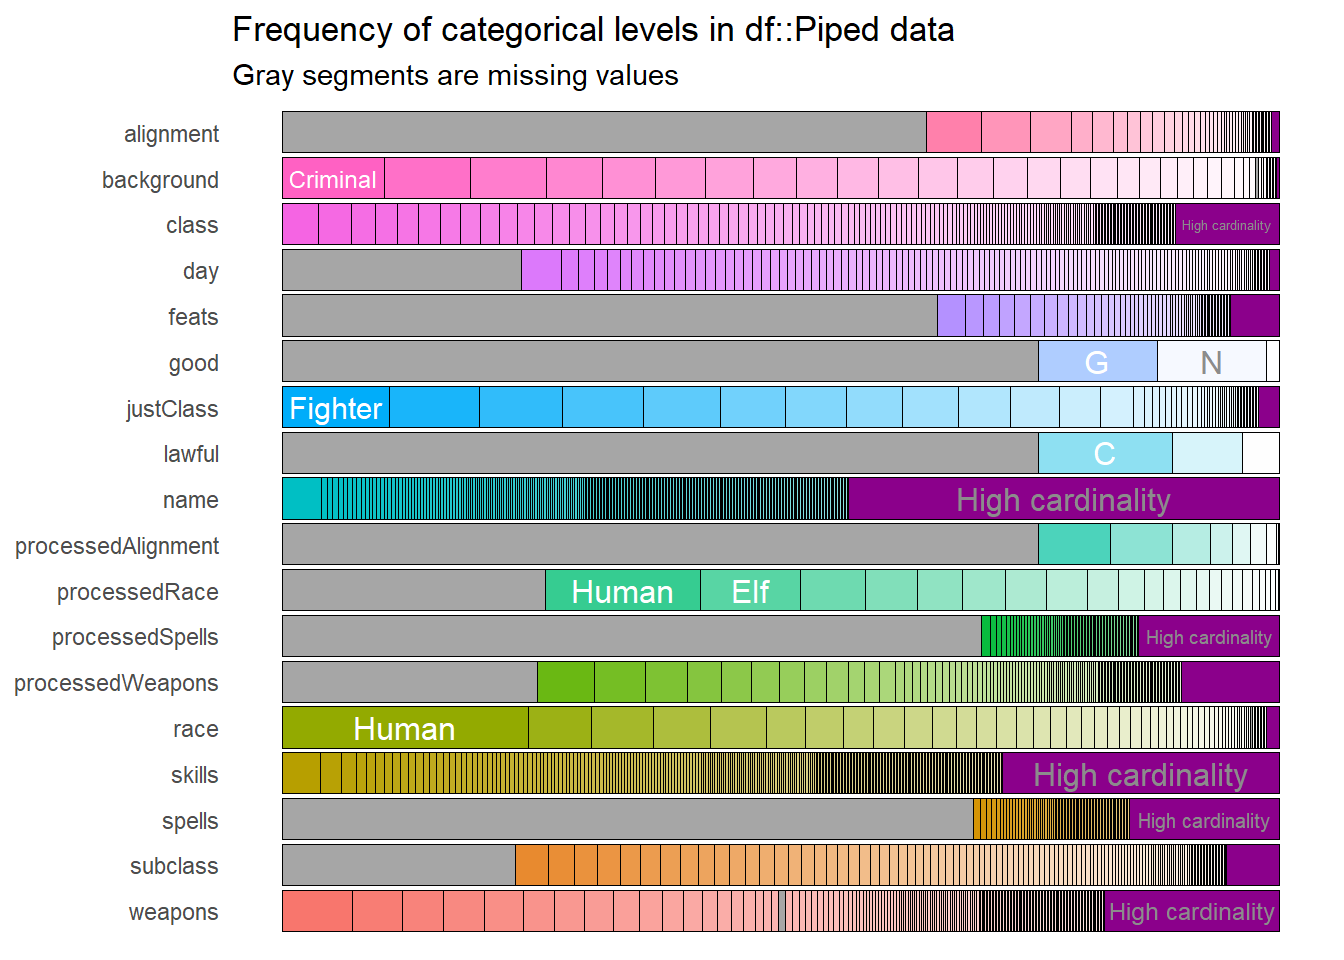 Frequency of categorical levels in df::Piped data
Gray segments are missing values
alignment
background
Criminal
class
High cardinality
day
feats
good
G
N
justClass
Fighter
lawful
C
name
High cardinality
processedAlignment
processedRace
Human
Elf
processedSpells
High cardinality
processedWeapons
race
Human
skills
High cardinality
spells
High cardinality
subclass
weapons
High cardinality